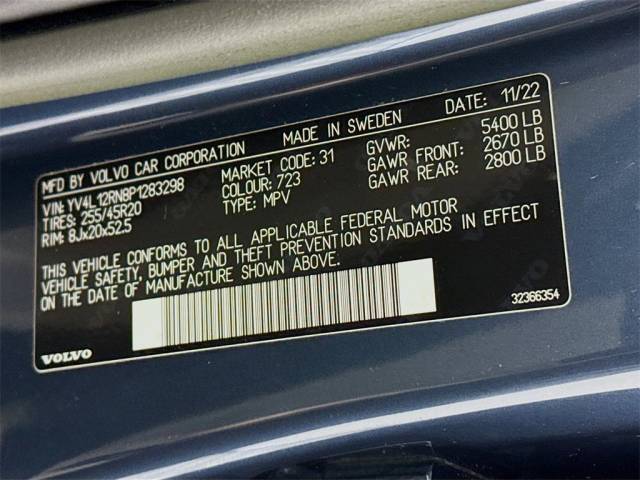 MFD BY VOLVO CAR CORPORATION MADE IN SWEDEN DATE: 11/22
VIN: YV4L12RN8P1283298 MARKET CODE: 31 GVWR: 5400 LB
TIRES: 255/45R20 COLOUR: 723 GAWR FRONT: 2670 LB
RIM: 8Jx20x52.5 TYPE: MPV GAWR REAR: 2800 LB
THIS VEHICLE CONFORMS TO ALL APPLICABLE FEDERAL MOTOR
VEHICLE SAFETY, BUMPER AND THEFT PREVENTION STANDARDS IN EFFECT
ON THE DATE OF MANUFACTURE SHOWN ABOVE.
32366354
VOLVO